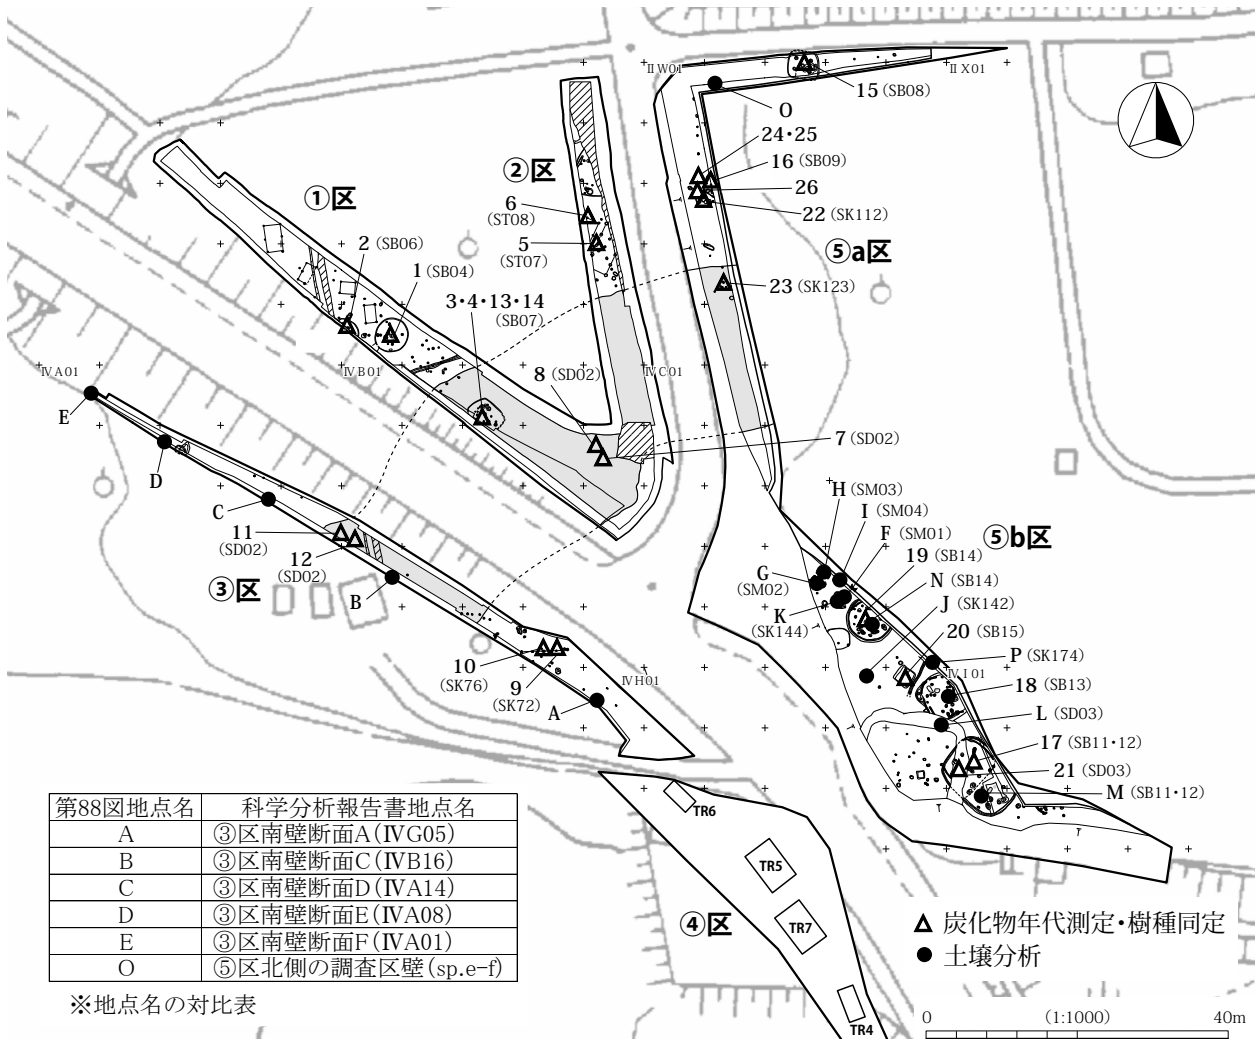 ⅡW01
ⅡX01
15 (SB08)
O
24・25
16 (SB09)
26
22 (SK112)
⑤a区
23 (SK123)
②区
6
(ST08)
5
(ST07)
①区
2 (SB06)
1 (SB04)
3・4・13・14
(SB07)
8 (SD02)
7 (SD02)
ⅣA01
ⅣB01
ⅣC01
E
D
C
11
(SD02)
12
(SD02)
③区
B
10
(SK76)
9
(SK72)
A
ⅣH01
H (SM03)
I (SM04)
F (SM01)
⑤b区
19 (SB14)
G
(SM02)
N (SB14)
K
(SK144)
J (SK142)
20 (SB15)
P (SK174)
ⅣI01
18 (SB13)
L (SD03)
17 (SB11・12)
21 (SD03)
M (SB11・12)
TR6
TR5
④区
TR7
TR4
第88図地点名 科学分析報告書地点名
A ③区南壁断面A(ⅣG05)
B ③区南壁断面C(ⅣB16)
C ③区南壁断面D(ⅣA14)
D ③区南壁断面E(ⅣA08)
E ③区南壁断面F(ⅣA01)
O ⑤区北側の調査区壁(sp.e-f)
※地点名の対比表
△ 炭化物年代測定・樹種同定
● 土壌分析
0 (1:1000) 40m